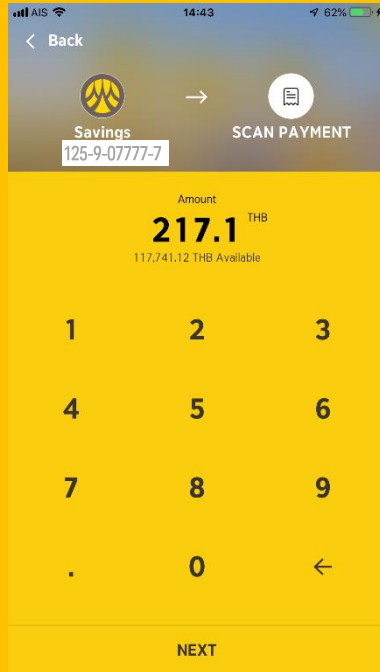 AIS 14:43 62%
Back
Savings SCAN PAYMENT
125-9-07777-7
Amount
217.1 THB
117,741.12 THB Available
1 2 3
4 5 6
7 8 9
. 0
NEXT